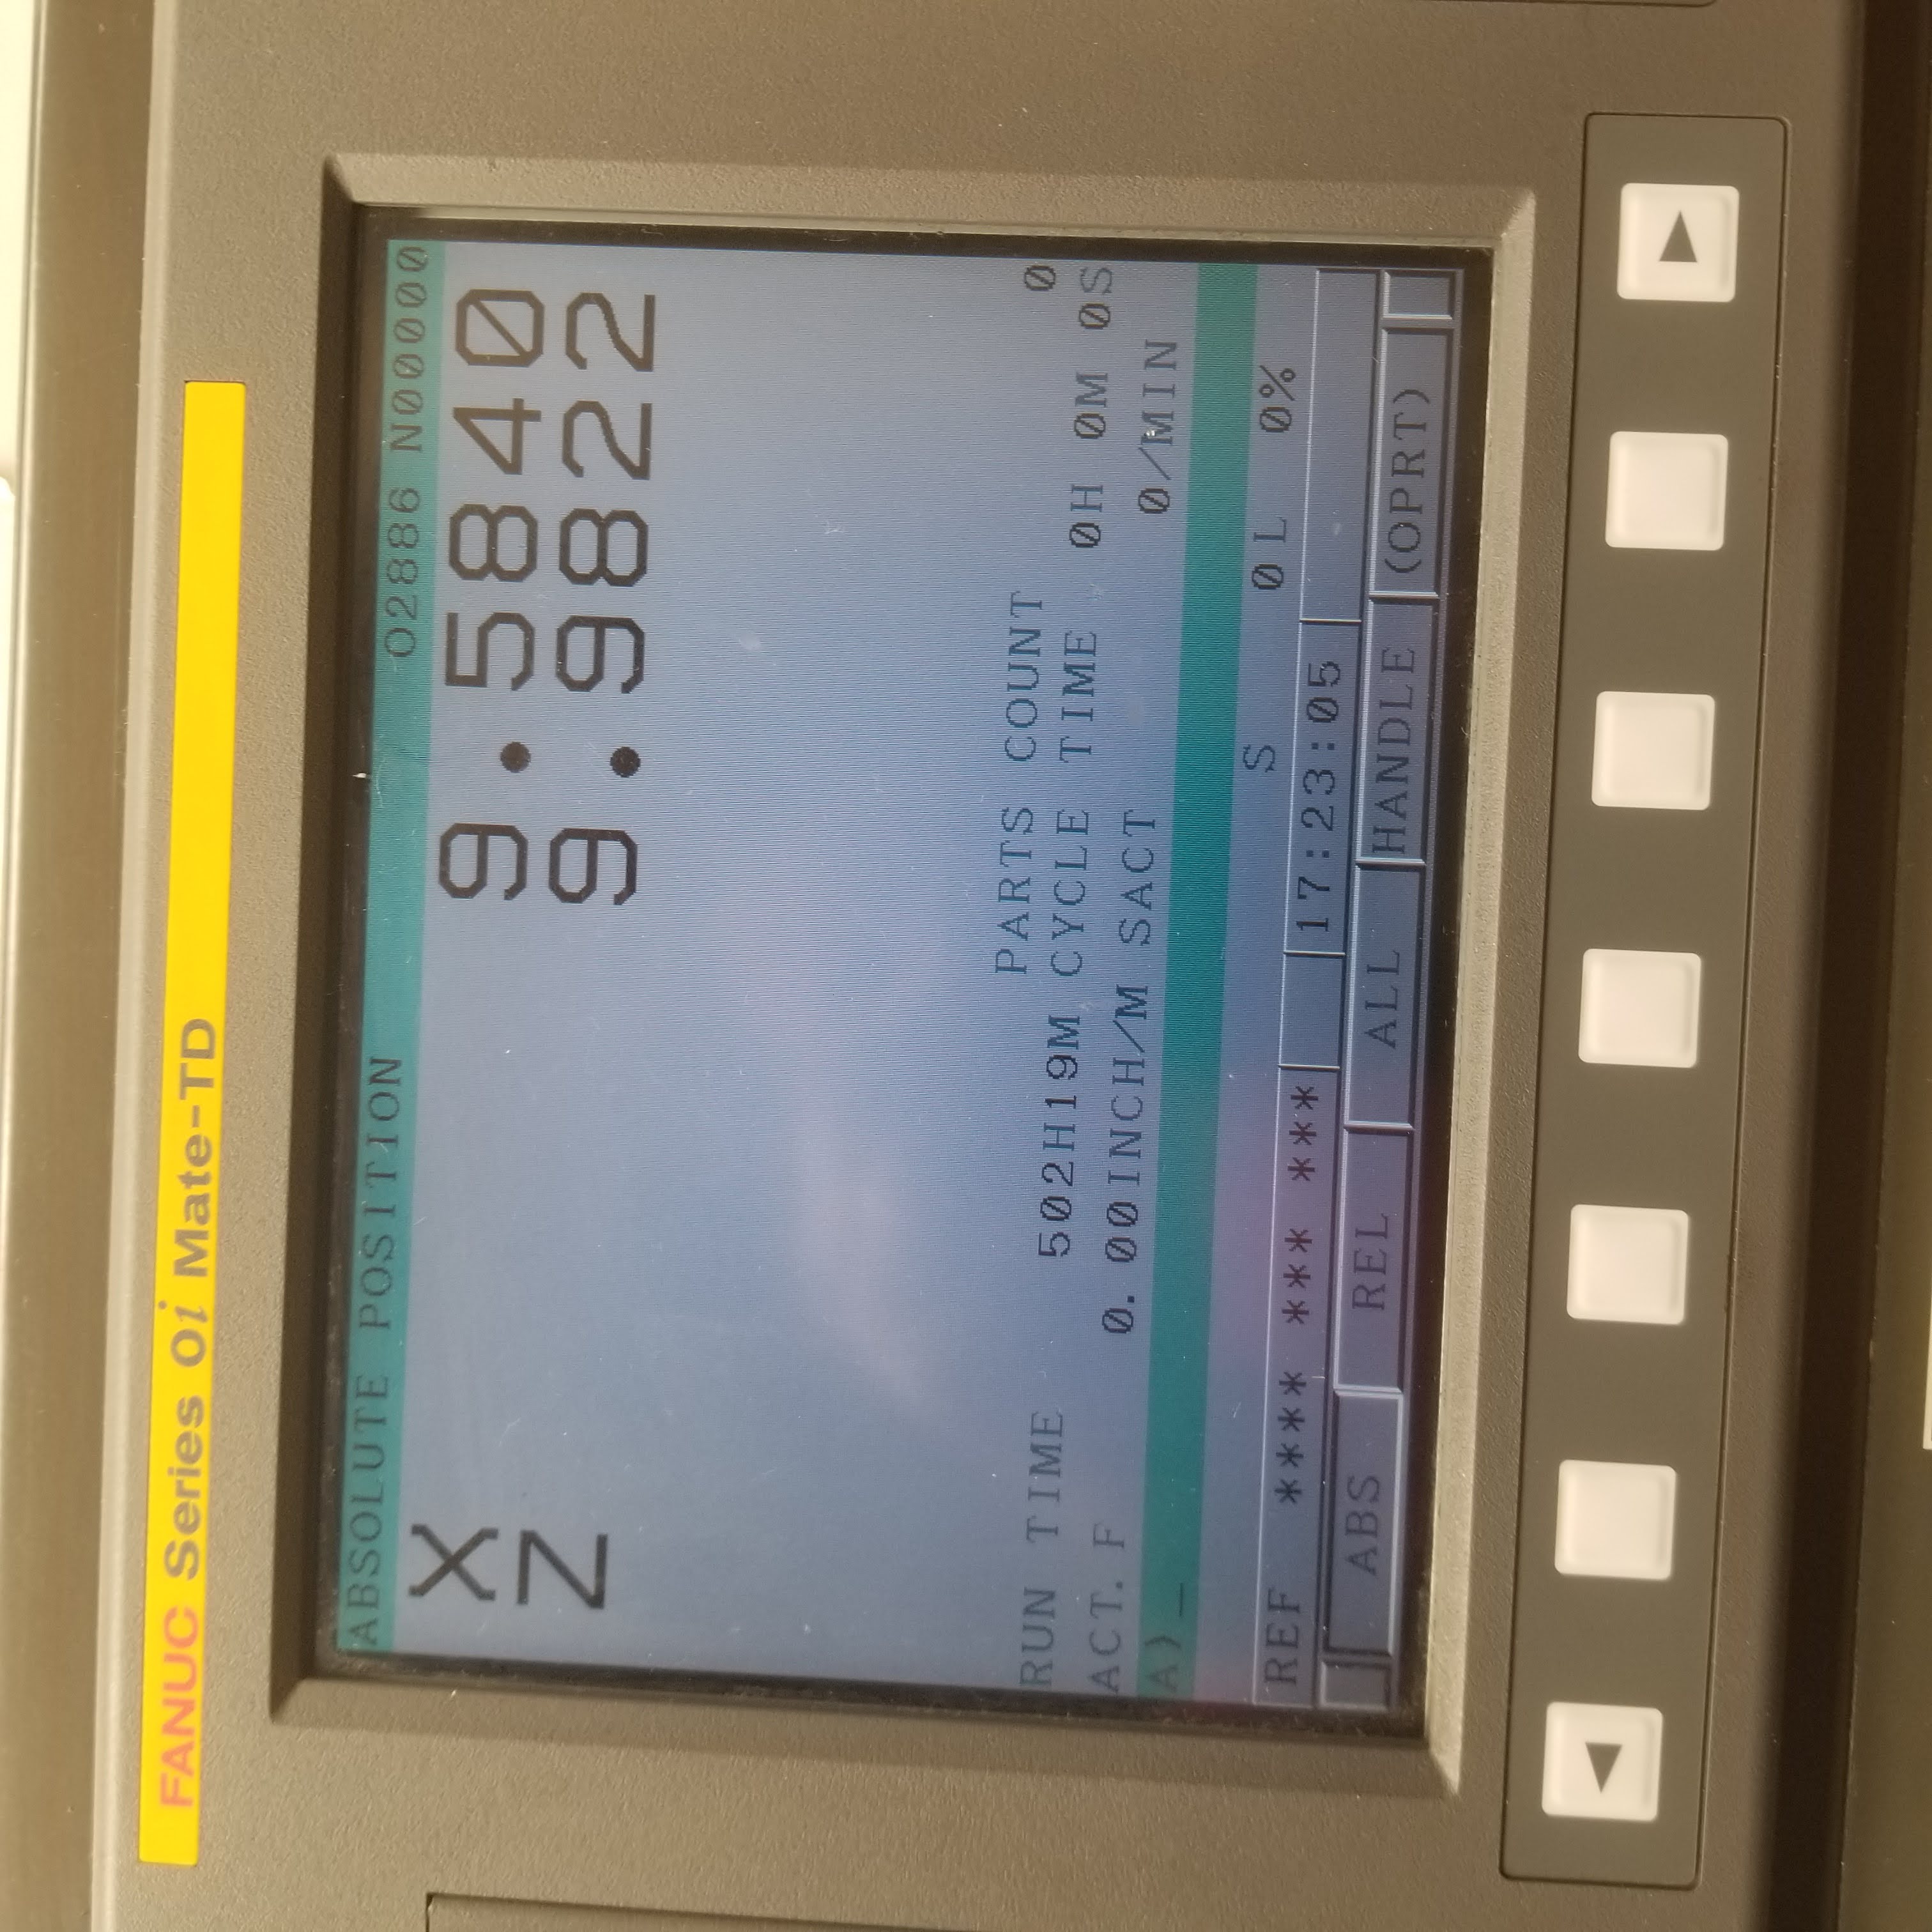 FANUC Series 0i Mate-TD
ABSOLUTE POSITION O2886 N00000
X 9.5840
Z 9.9822
PARTS COUNT 0
RUN TIME 502H19M CYCLE TIME 0H 0M 0S
ACT.F 0.00INCH/M SACT 0/MIN
A)_
S 0L 0%
REF **** *** *** 17:23:05
ABS REL ALL HANDLE (OPRT)